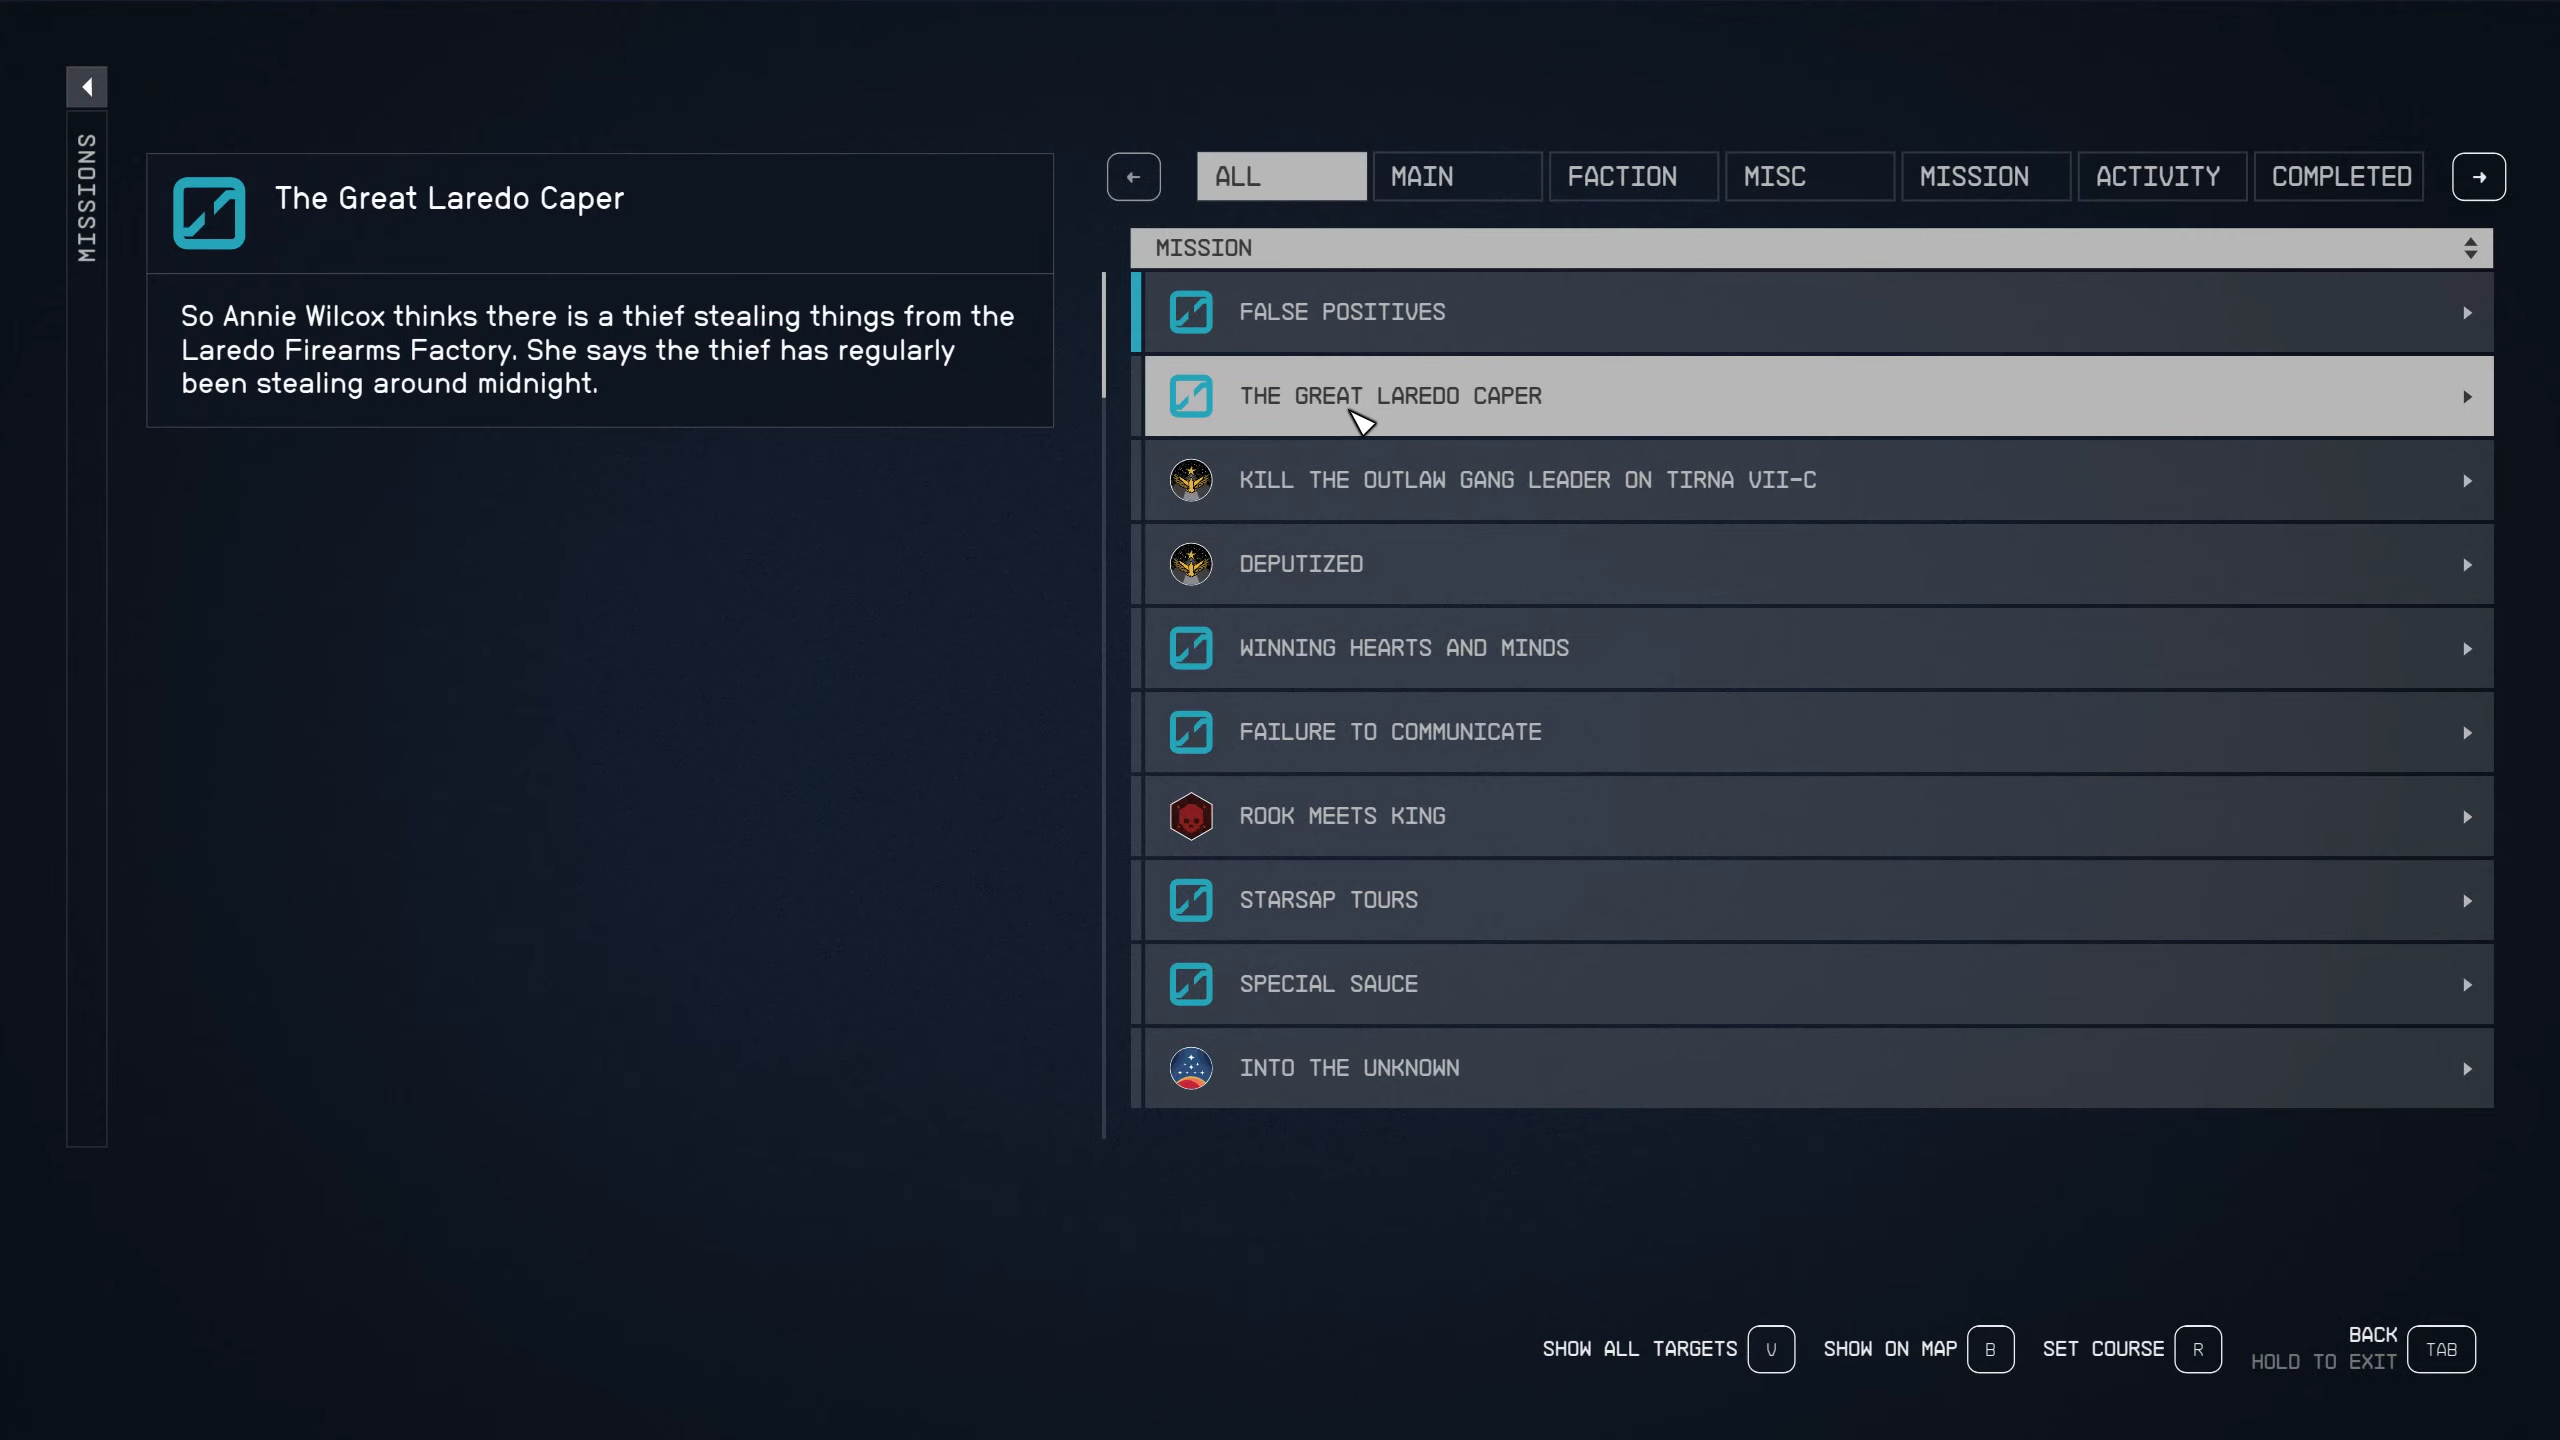 MISSIONS
The Great Laredo Caper
So Annie Wilcox thinks there is a thief stealing things from the
Laredo Firearms Factory. She says the thief has regularly
been stealing around midnight.
ALL
MAIN
FACTION
MISC
MISSION
ACTIVITY
COMPLETED
MISSION
FALSE POSITIVES
THE GREAT LAREDO CAPER
KILL THE OUTLAW GANG LEADER ON TIRNA VII-C
DEPUTIZED
WINNING HEARTS AND MINDS
FAILURE TO COMMUNICATE
ROOK MEETS KING
STARSAP TOURS
SPECIAL SAUCE
INTO THE UNKNOWN
SHOW ALL TARGETS V
SHOW ON MAP B
SET COURSE R
BACK
HOLD TO EXIT
TAB